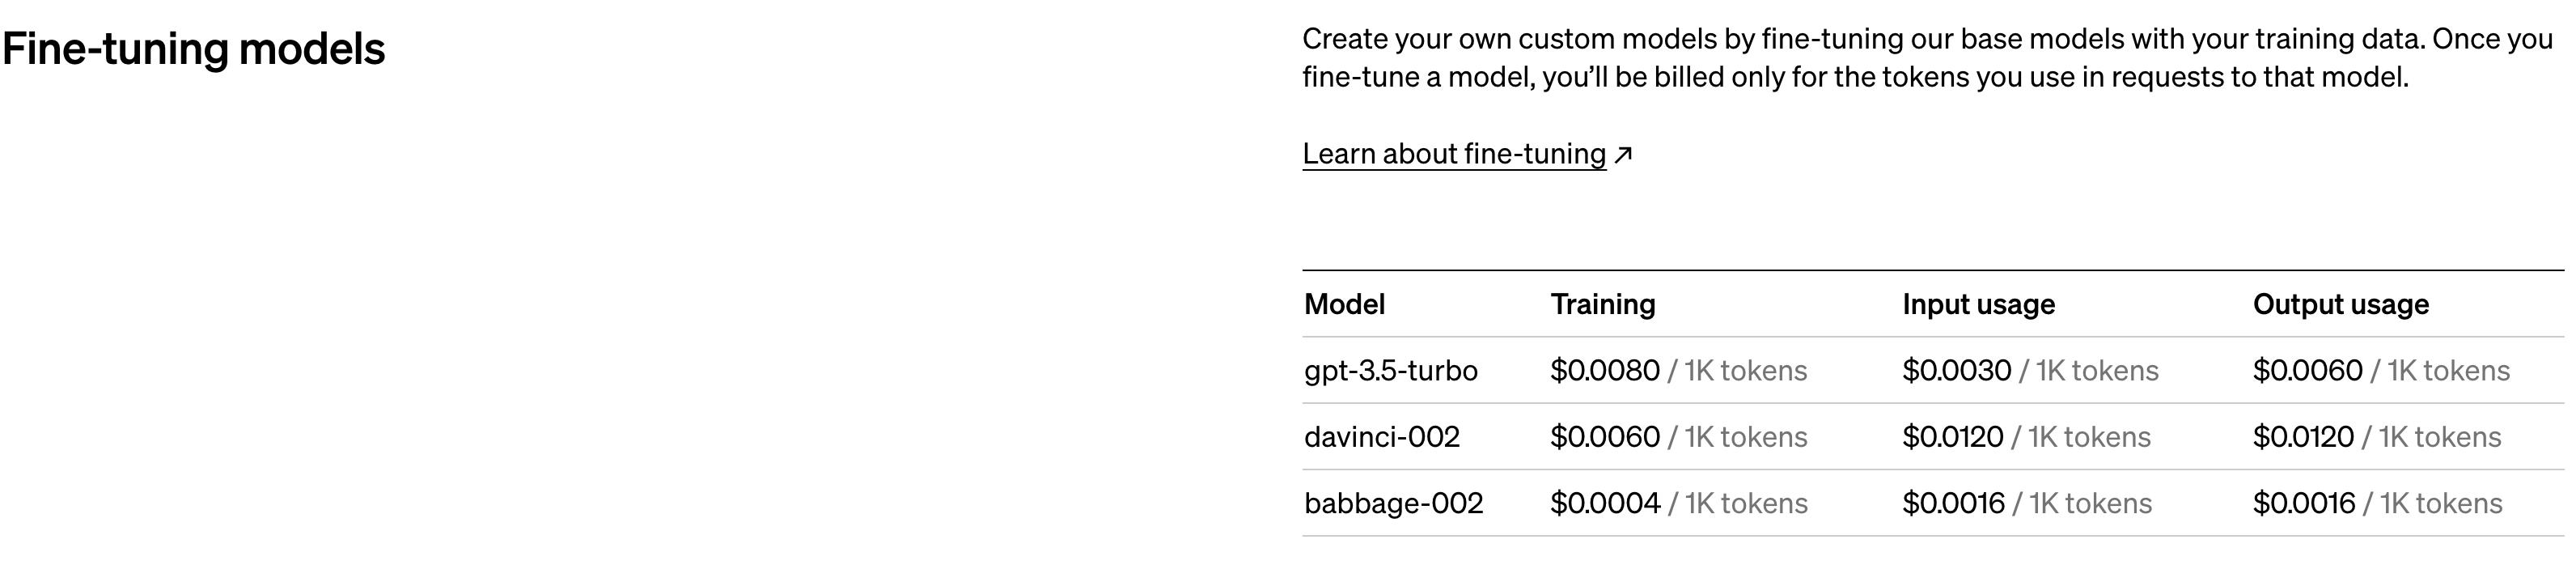 Fine-tuning models
Create your own custom models by fine-tuning our base models with your training data. Once you
fine-tune a model, you’ll be billed only for the tokens you use in requests to that model.
Learn about fine-tuning ↗
Model Training Input usage Output usage
gpt-3.5-turbo $0.0080 / 1K tokens $0.0030 / 1K tokens $0.0060 / 1K tokens
davinci-002 $0.0060 / 1K tokens $0.0120 / 1K tokens $0.0120 / 1K tokens
babbage-002 $0.0004 / 1K tokens $0.0016 / 1K tokens $0.0016 / 1K tokens